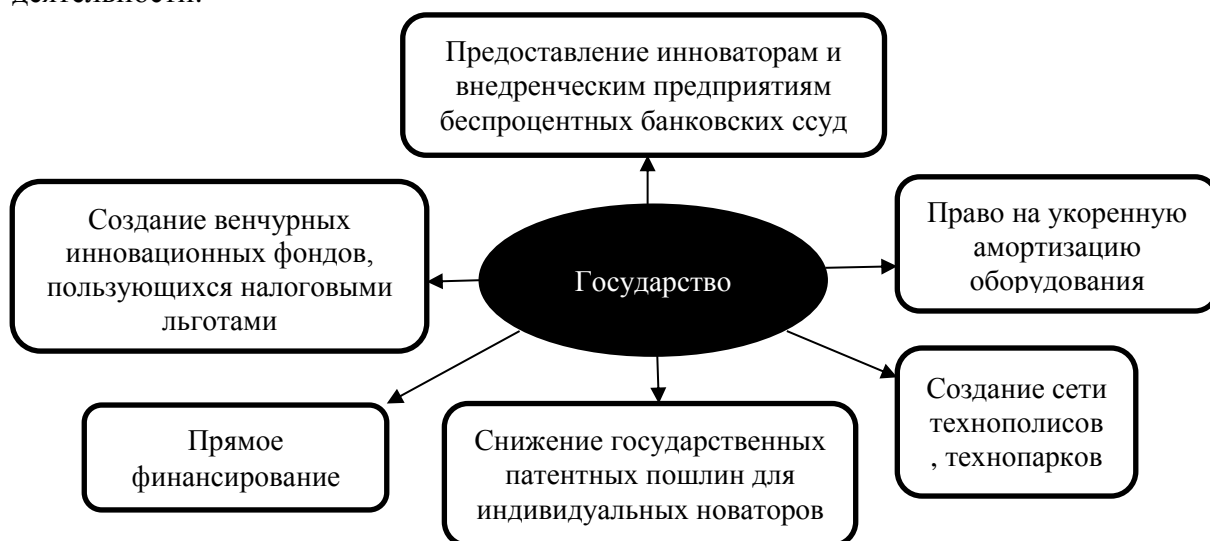 деятельности.
Предоставление инноваторам и
внедренческим предприятиям
беспроцентных банковских ссуд
Создание венчурных
инновационных фондов,
пользующихся налоговыми
льготами
Государство
Право на укоренную
амортизацию
оборудования
Прямое
финансирование
Снижение государственных
патентных пошлин для
индивидуальных новаторов
Создание сети
технополисов
, технопарков